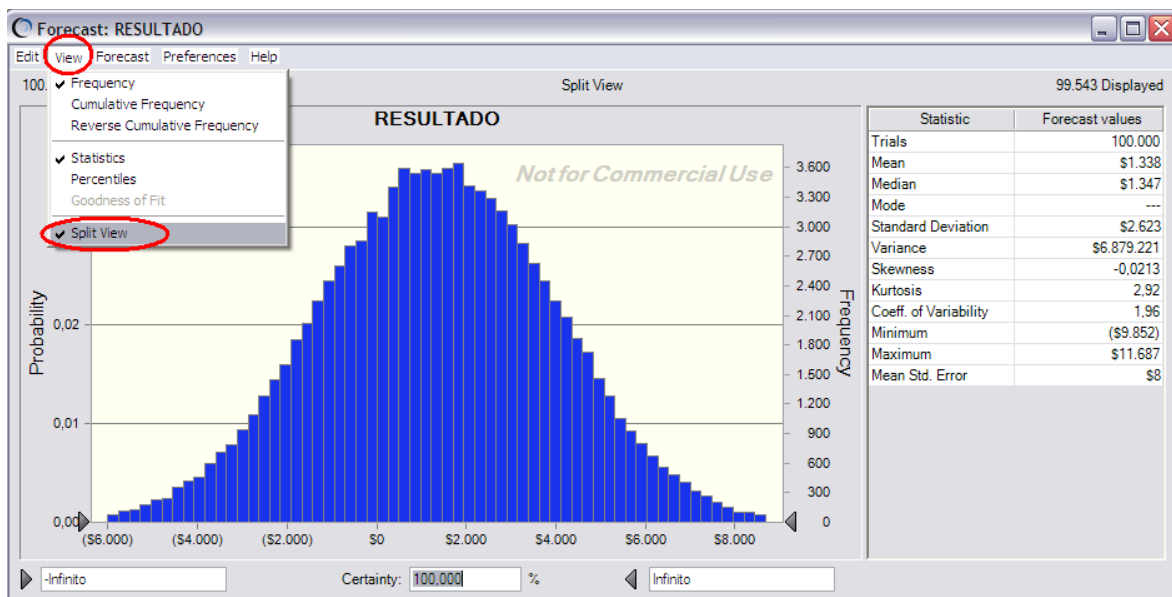 Forecast: RESULTADO
Edit View Forecast Preferences Help
100. Split View 99.543 Displayed
Frequency
Cumulative Frequency
Reverse Cumulative Frequency
Statistics
Percentiles
Goodness of Fit
Split View
RESULTADO
Not for Commercial Use
Probability
0,02
0,01
0,00
3.600
3.300
3.000
2.700
2.400
2.100
1.800
1.500
1.200
900
600
300
0
Frequency
($6.000) ($4.000) ($2.000) $0 $2.000 $4.000 $6.000 $8.000
Statistic Forecast values
Trials 100.000
Mean $1.338
Median $1.347
Mode ---
Standard Deviation $2.623
Variance $6.879.221
Skewness -0,0213
Kurtosis 2,92
Coeff. of Variability 1,96
Minimum ($9.852)
Maximum $11.687
Mean Std. Error $8
-Infinito Certainty: 100,000 % Infinito